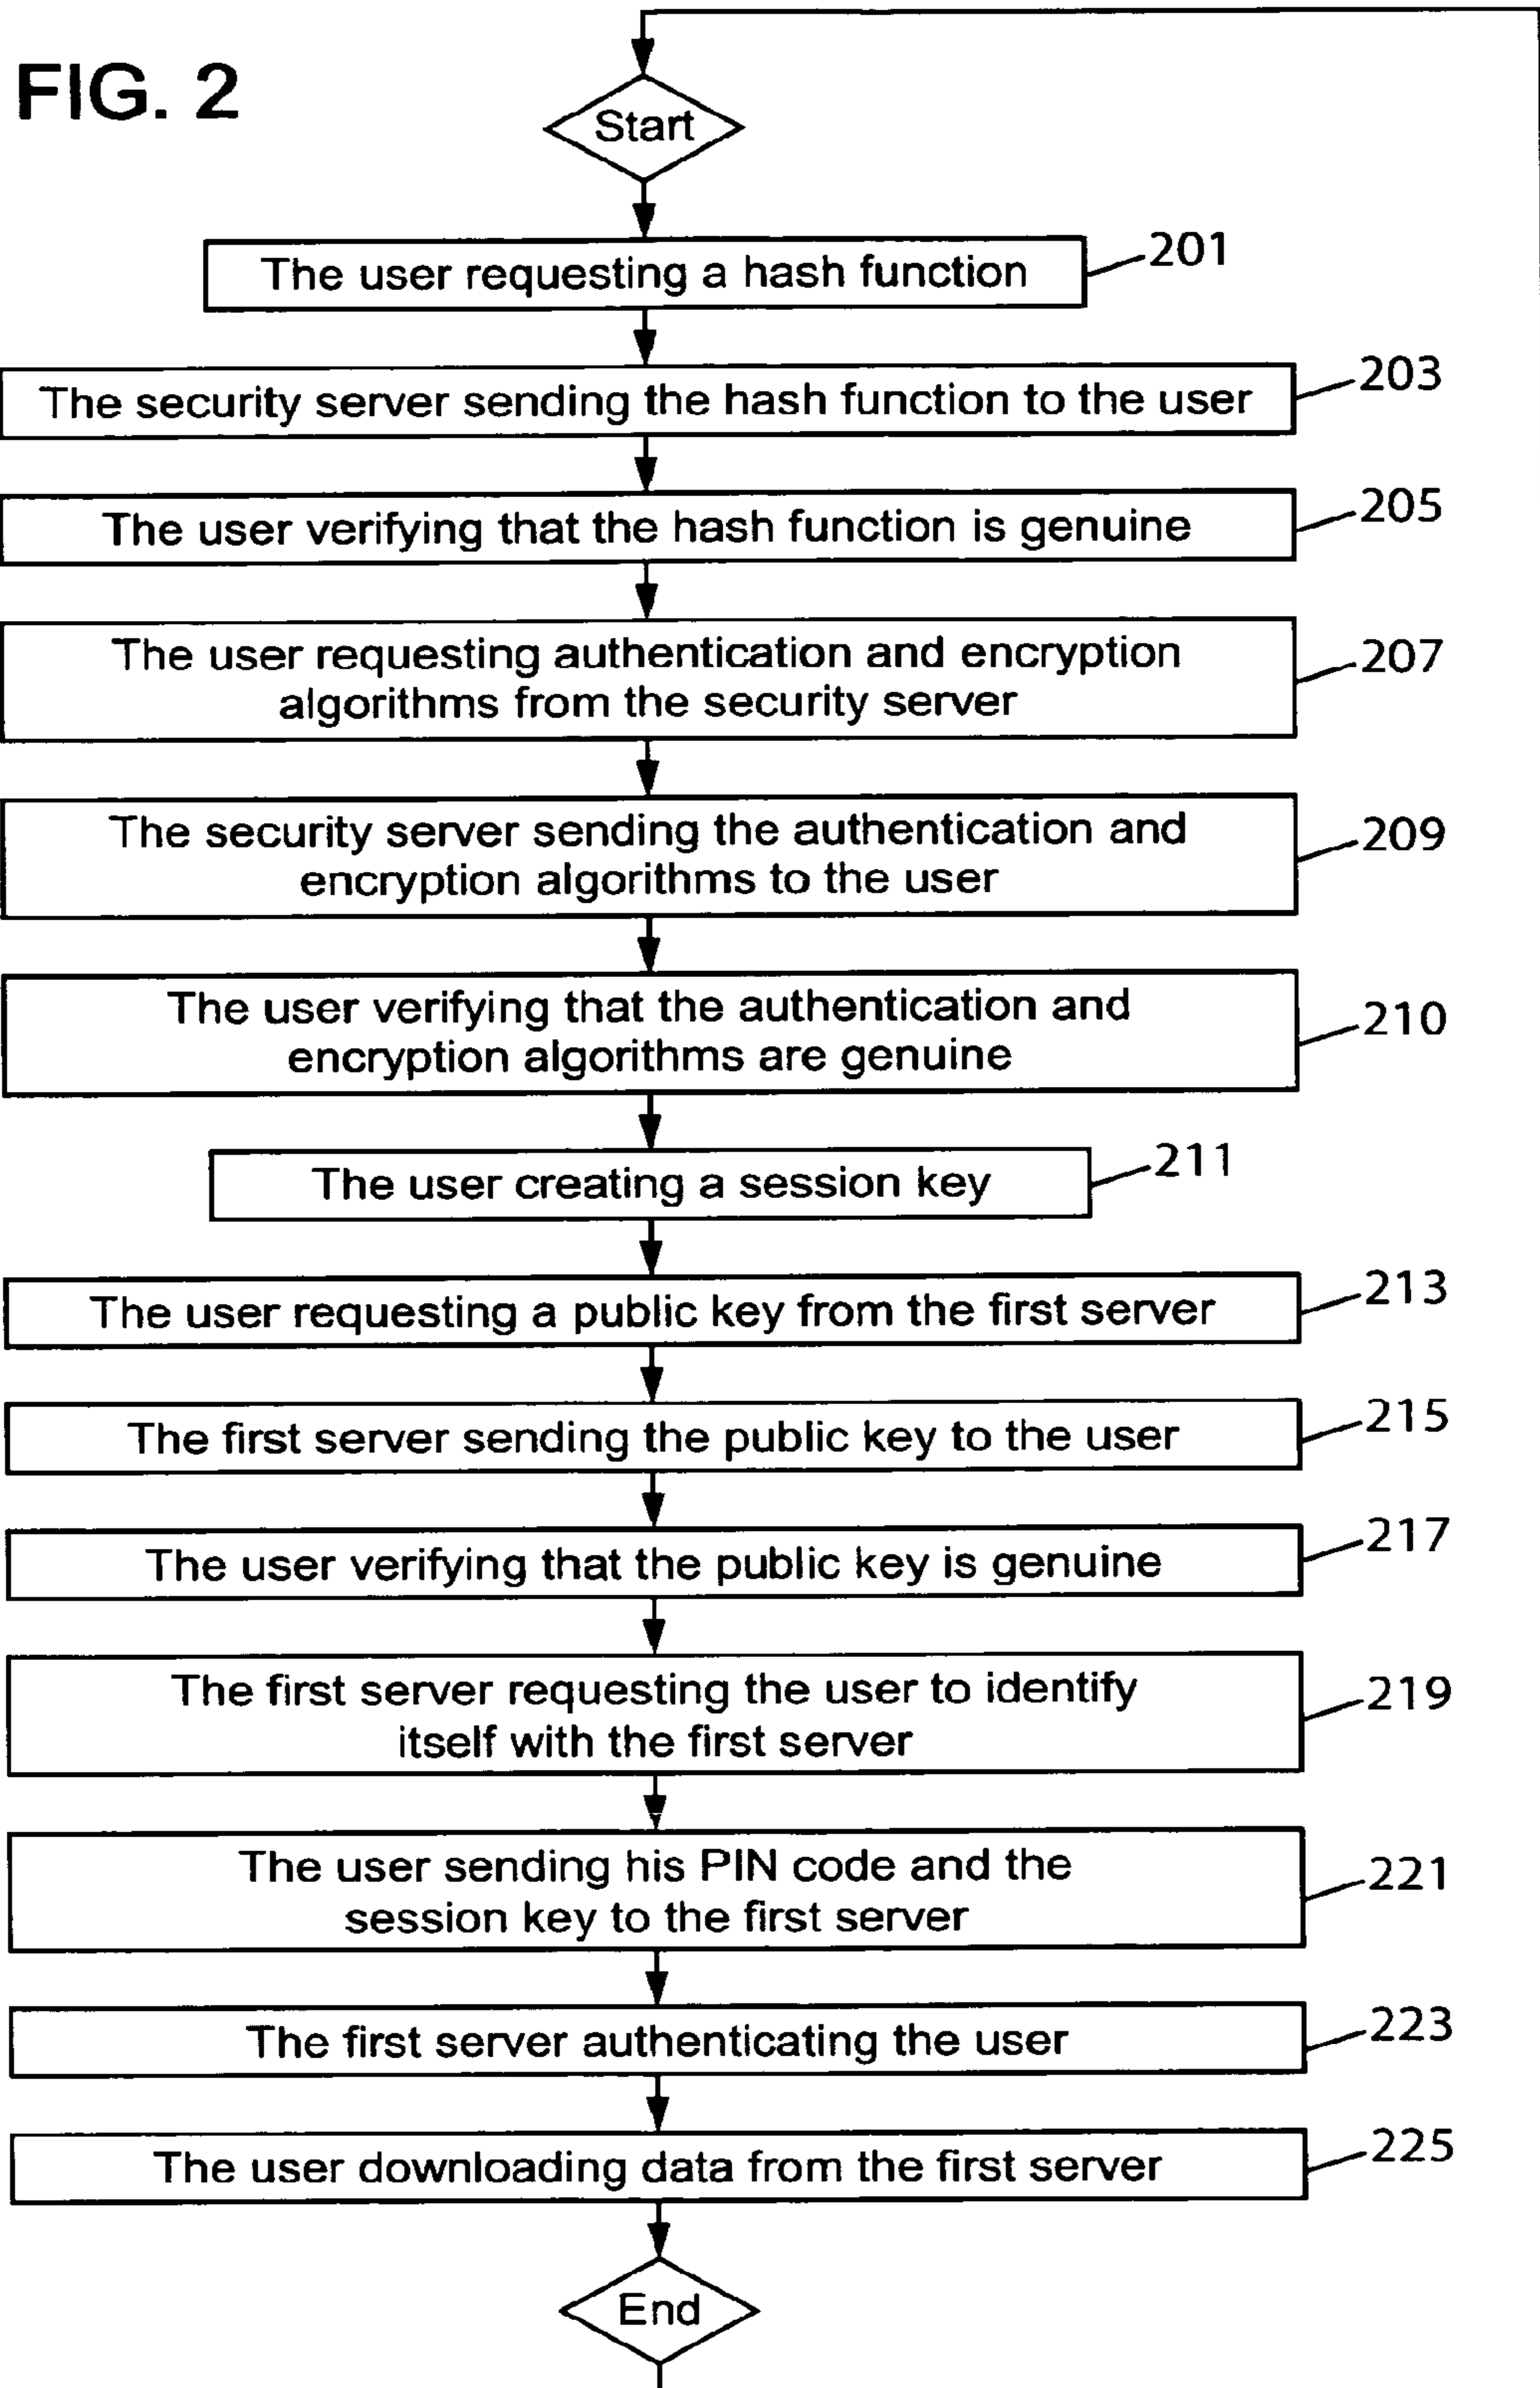 FIG. 2
Start
The user requesting a hash function
201
The security server sending the hash function to the user
203
The user verifying that the hash function is genuine
205
The user requesting authentication and encryption
algorithms from the security server
207
The security server sending the authentication and
encryption algorithms to the user
209
The user verifying that the authentication and
encryption algorithms are genuine
210
The user creating a session key
211
The user requesting a public key from the first server
213
The first server sending the public key to the user
215
The user verifying that the public key is genuine
217
The first server requesting the user to identify
itself with the first server
219
The user sending his PIN code and the
session key to the first server
221
The first server authenticating the user
223
The user downloading data from the first server
225
End